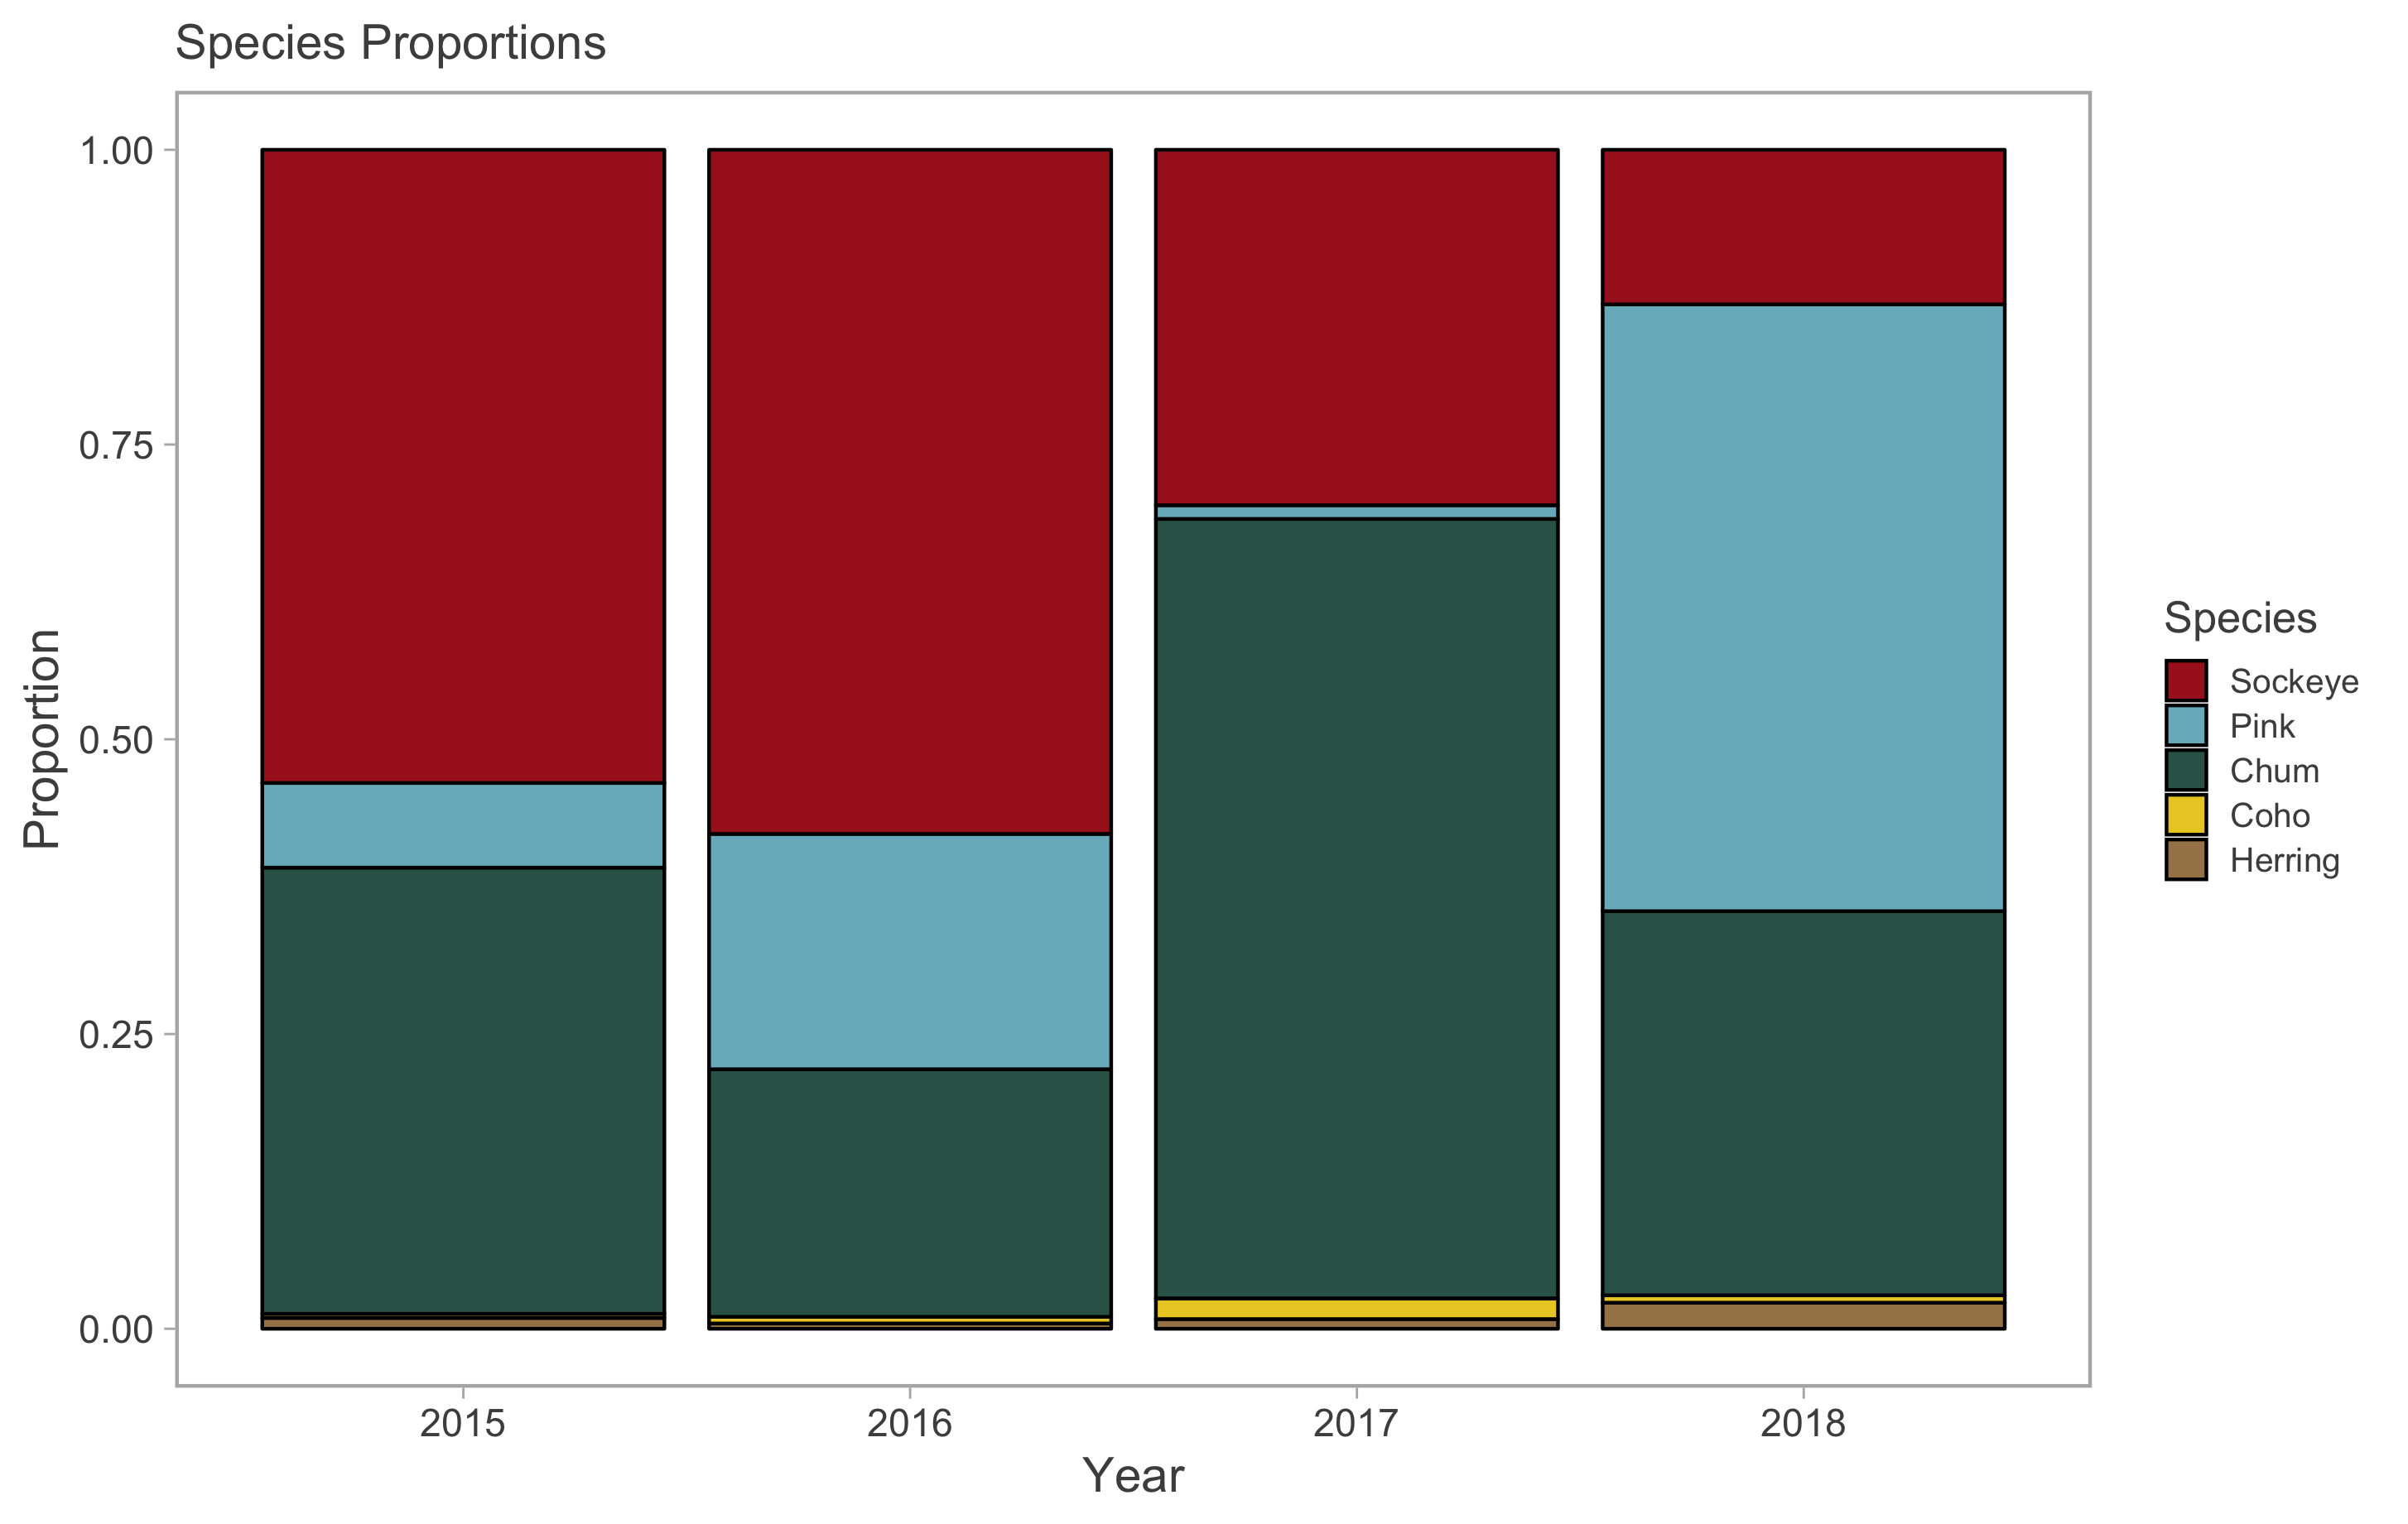 Species Proportions
Proportion
1.00
0.75
0.50
0.25
0.00
2015
2016
2017
2018
Year
Species
Sockeye
Pink
Chum
Coho
Herring